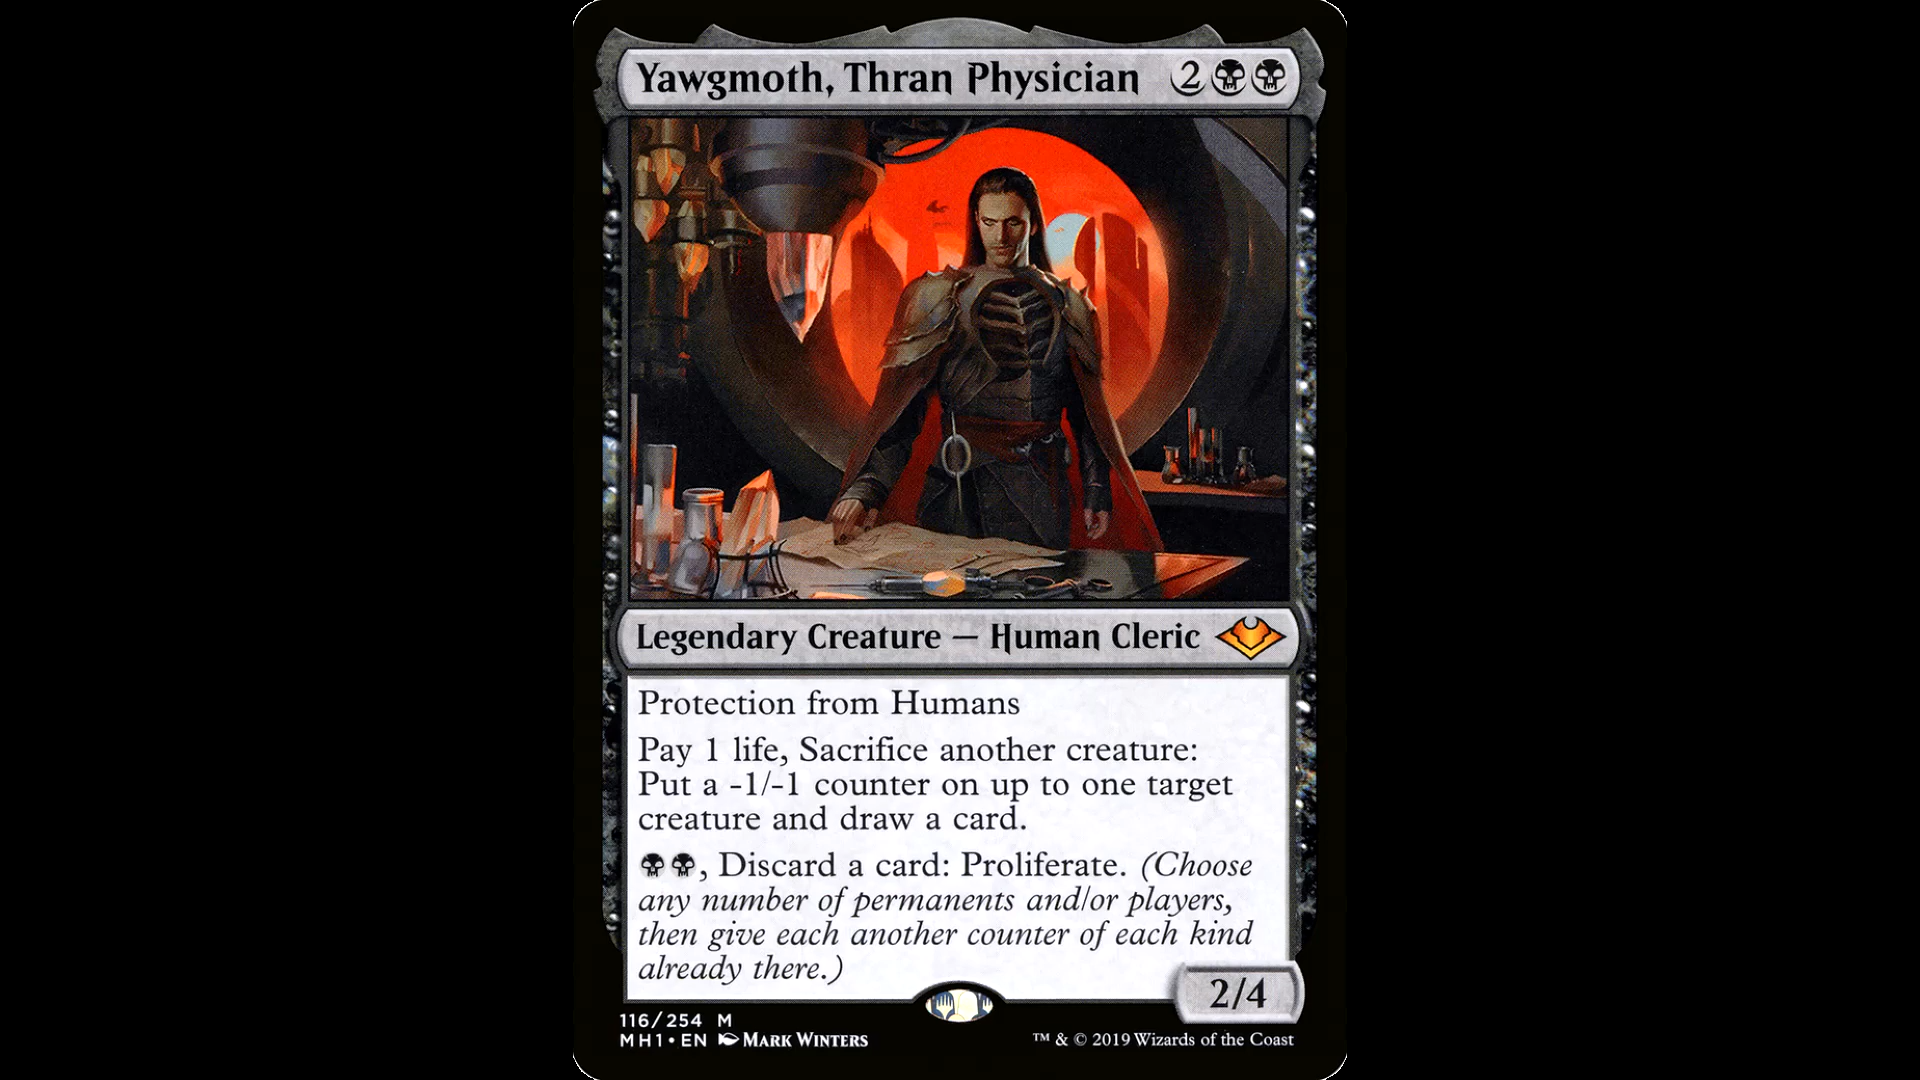 Yawgmoth, Thran Physician 2
Legendary Creature — Human Cleric
Protection from Humans
Pay 1 life, Sacrifice another creature:
Put a -1/-1 counter on up to one target
creature and draw a card.
, Discard a card: Proliferate. (Choose
any number of permanents and/or players,
then give each another counter of each kind
already there.)
2/4
116/254 M
MH1•EN MARK WINTERS
™ & © 2019 Wizards of the Coast